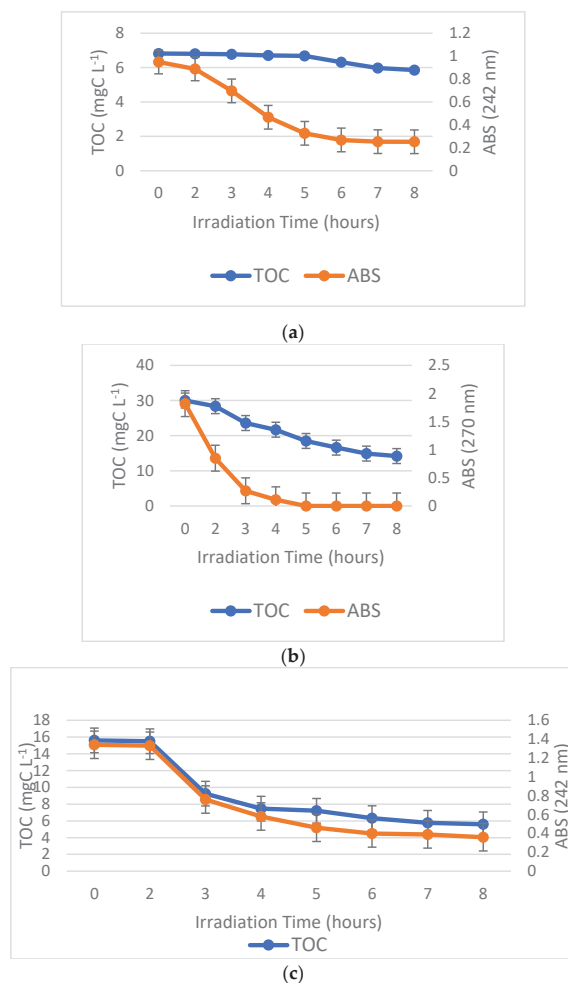 8 1.2
6 1
0.8
4 0.6
2 0.4
0.2
0 0
TOC (mgC L⁻¹)
ABS (242 nm)
0 2 3 4 5 6 7 8
Irradiation Time (hours)
TOC ABS
(a)
40 2.5
30 2
1.5
20 1
10 0.5
0 0
TOC (mgC L⁻¹)
ABS (270 nm)
0 2 3 4 5 6 7 8
Irradiation Time (hours)
TOC ABS
(b)
18 1.6
16 1.4
14 1.2
12 1
10 0.8
8 0.6
6 0.4
4 0.2
2 0
0
TOC (mgC L⁻¹)
ABS (242 nm)
0 2 3 4 5 6 7 8
Irradiation Time (hours)
TOC
(c)